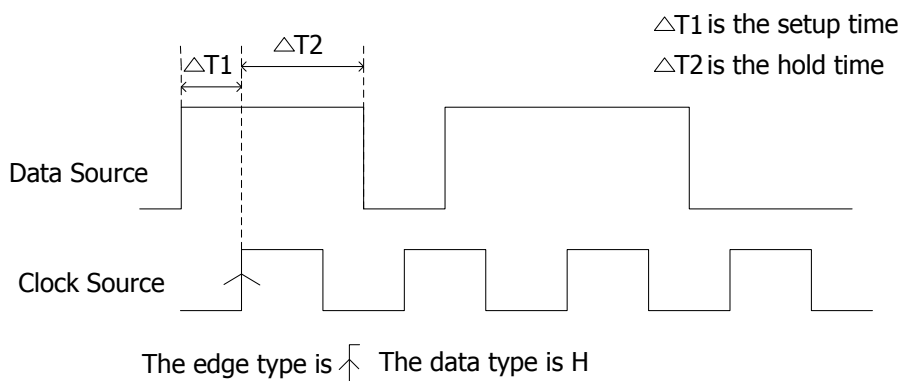 △T1 is the setup time
△T2 is the hold time
△T1
△T2
Data Source
Clock Source
The edge type is The data type is H